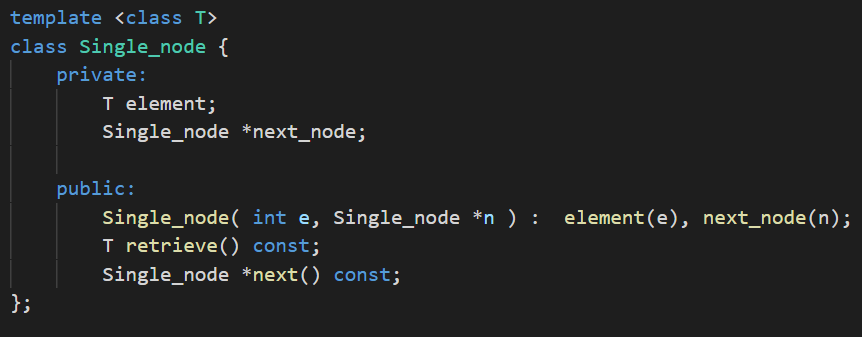 template <class T>
class Single_node {
    private:
        T element;
        Single_node *next_node;

    public:
        Single_node( int e, Single_node *n ) :  element(e), next_node(n);
        T retrieve() const;
        Single_node *next() const;
};